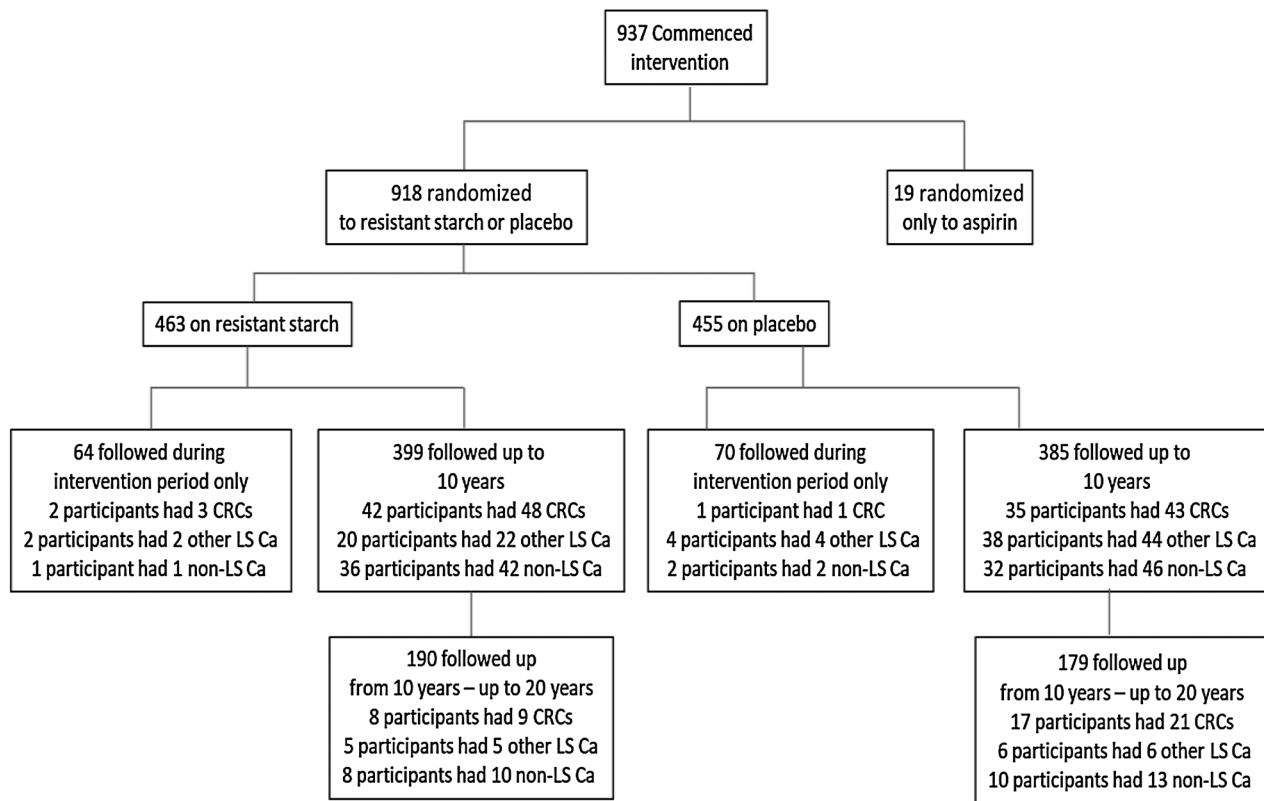 937 Commenced
intervention
918 randomized
to resistant starch or placebo
19 randomized
only to aspirin
463 on resistant starch
455 on placebo
64 followed during
intervention period only
2 participants had 3 CRCs
2 participants had 2 other LS Ca
1 participant had 1 non-LS Ca
399 followed up to
10 years
42 participants had 48 CRCs
20 participants had 22 other LS Ca
36 participants had 42 non-LS Ca
70 followed during
intervention period only
1 participant had 1 CRC
4 participants had 4 other LS Ca
2 participants had 2 non-LS Ca
385 followed up to
10 years
35 participants had 43 CRCs
38 participants had 44 other LS Ca
32 participants had 46 non-LS Ca
190 followed up
from 10 years – up to 20 years
8 participants had 9 CRCs
5 participants had 5 other LS Ca
8 participants had 10 non-LS Ca
179 followed up
from 10 years – up to 20 years
17 participants had 21 CRCs
6 participants had 6 other LS Ca
10 participants had 13 non-LS Ca